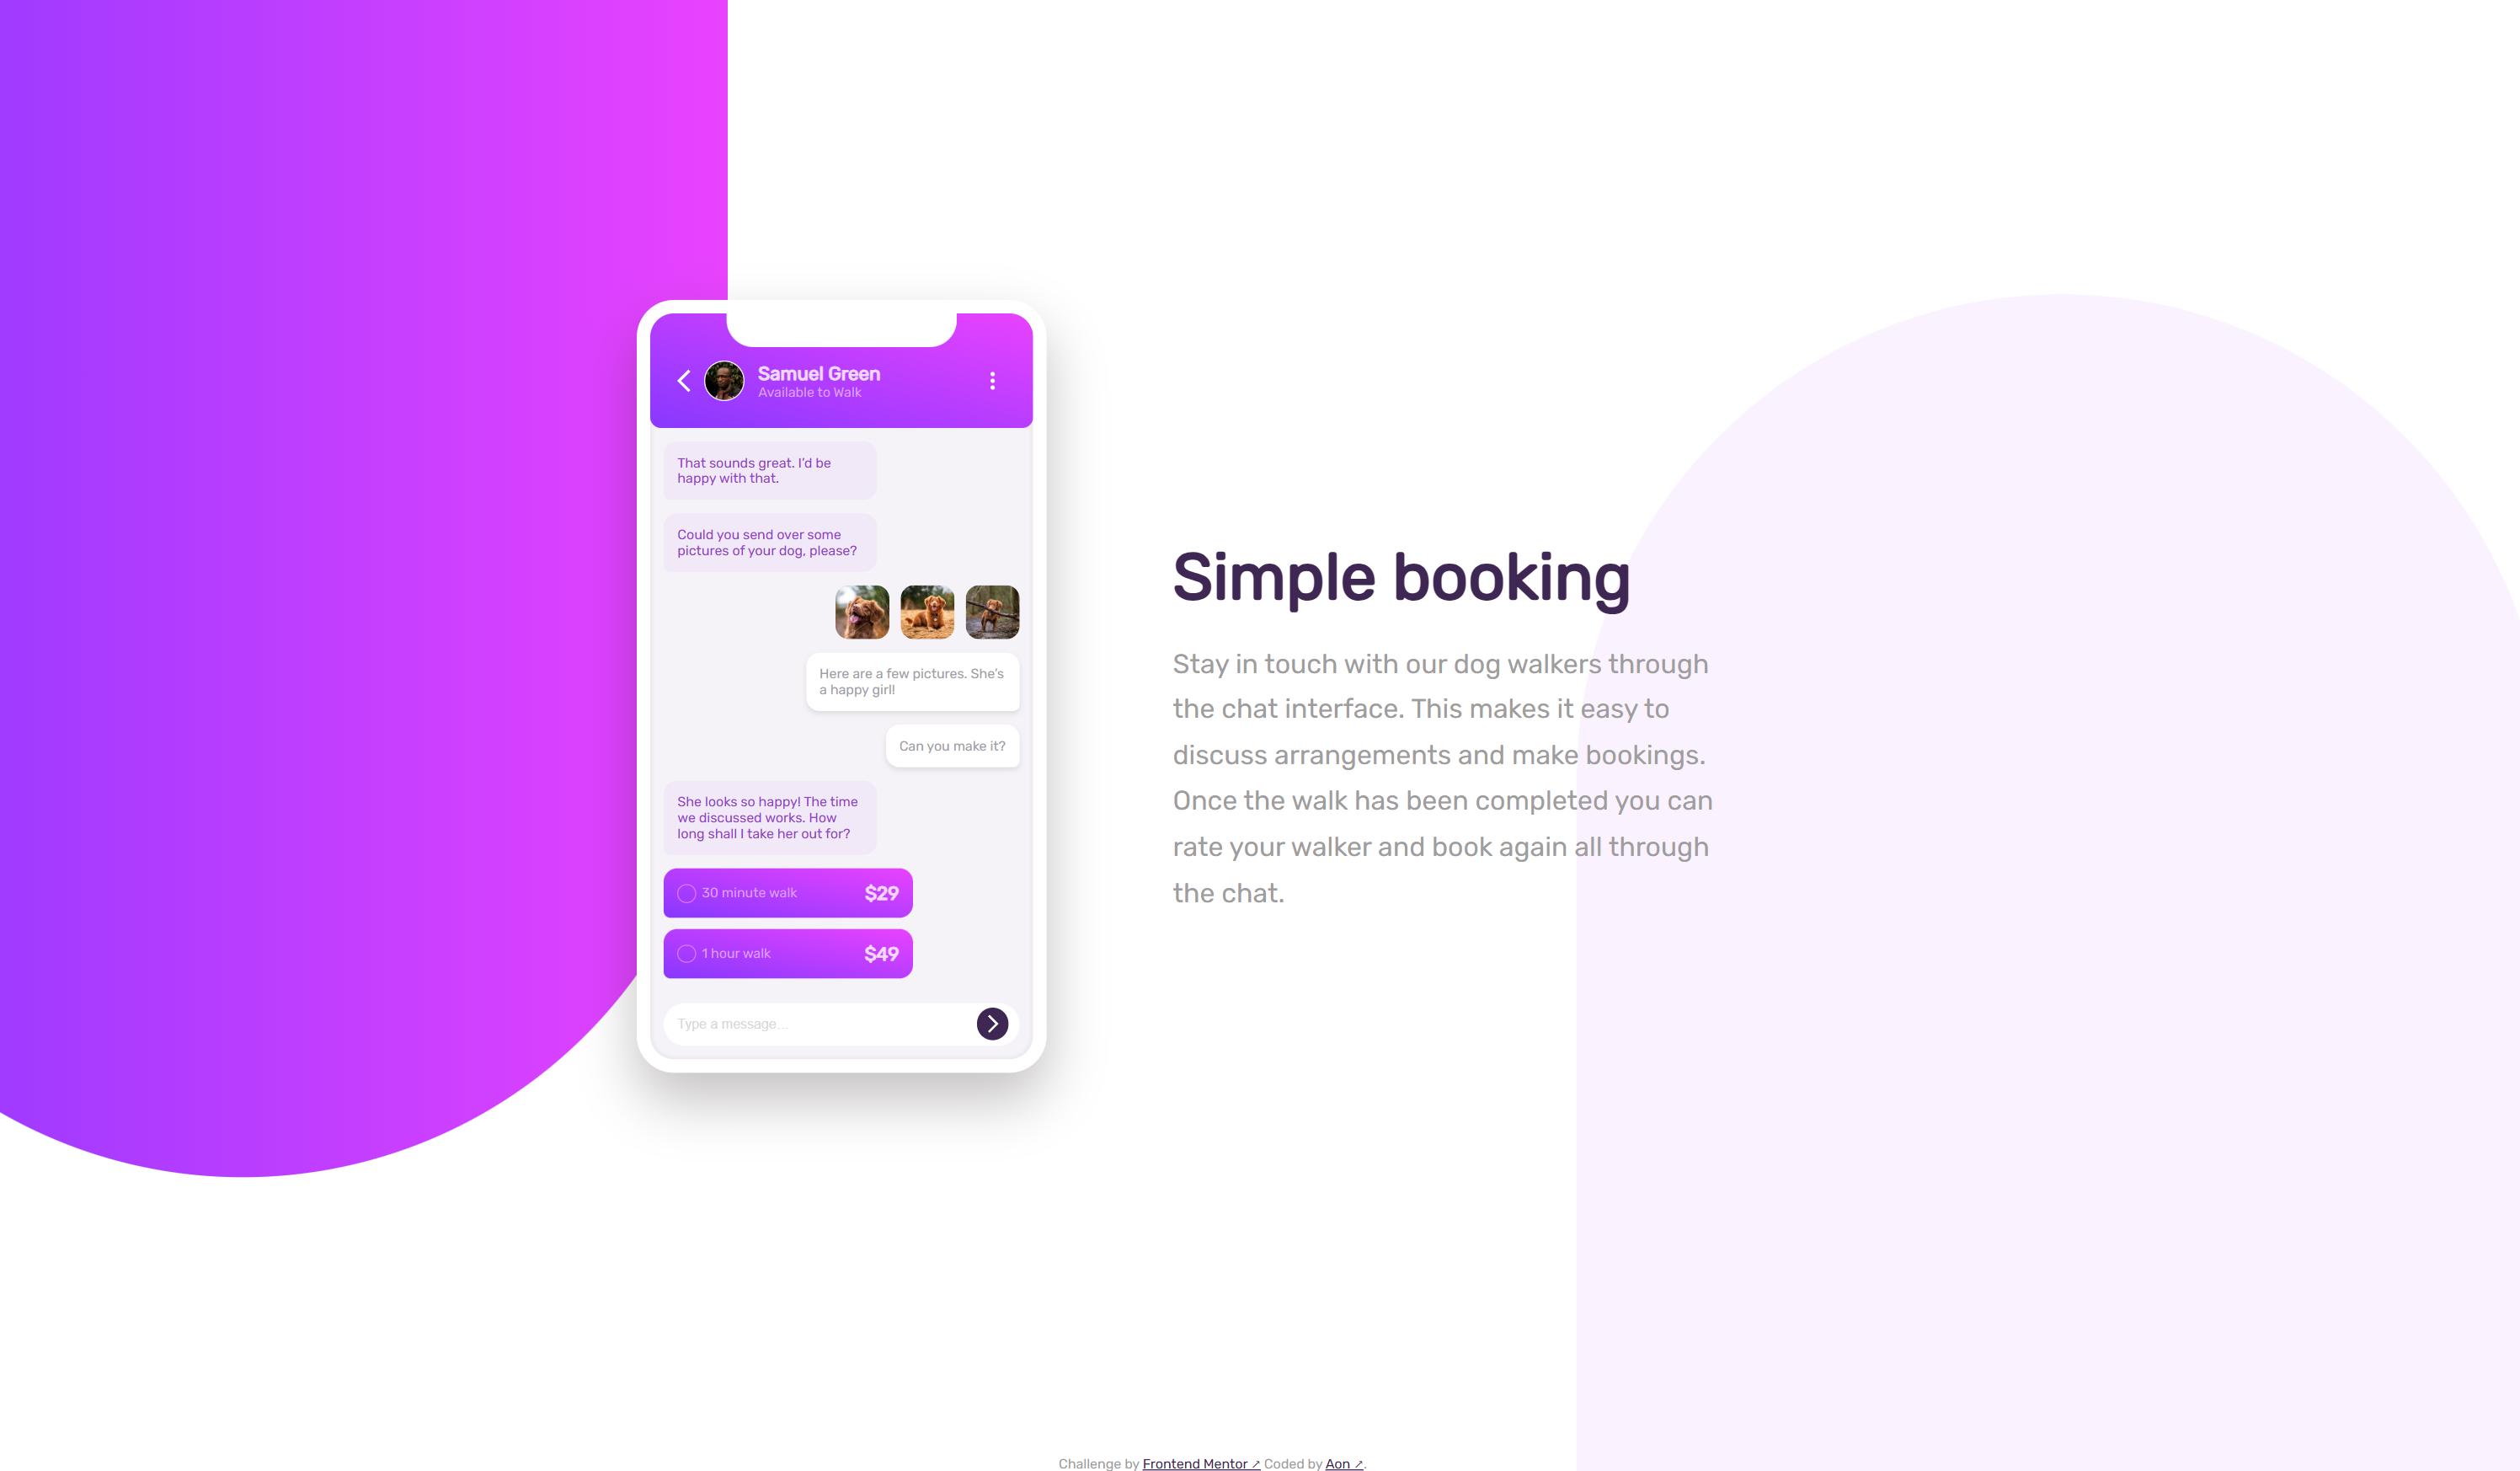 Samuel Green
Available to Walk
That sounds great. I’d be
happy with that.
Could you send over some
pictures of your dog, please?
Here are a few pictures. She’s
a happy girl!
Can you make it?
She looks so happy! The time
we discussed works. How
long shall I take her out for?
30 minute walk $29
1 hour walk $49
Type a message...
Simple booking
Stay in touch with our dog walkers through
the chat interface. This makes it easy to
discuss arrangements and make bookings.
Once the walk has been completed you can
rate your walker and book again all through
the chat.
Challenge by Frontend Mentor ↗ Coded by Aon ↗.